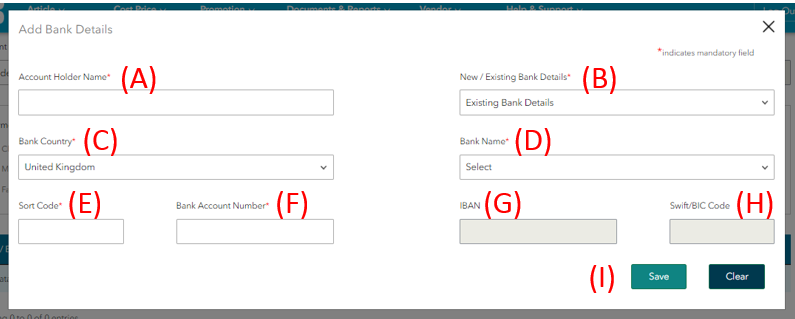 Article Cost Price Promotion Documents & Reports Vendor Help & Support
Add Bank Details
*indicates mandatory field
Account Holder Name* (A) New / Existing Bank Details* (B)
Existing Bank Details
Bank Country* (C) Bank Name* (D)
United Kingdom Select
Sort Code* (E) Bank Account Number* (F) IBAN (G) Swift/BIC Code (H)
(I) Save Clear
0 to 0 of 0 entries